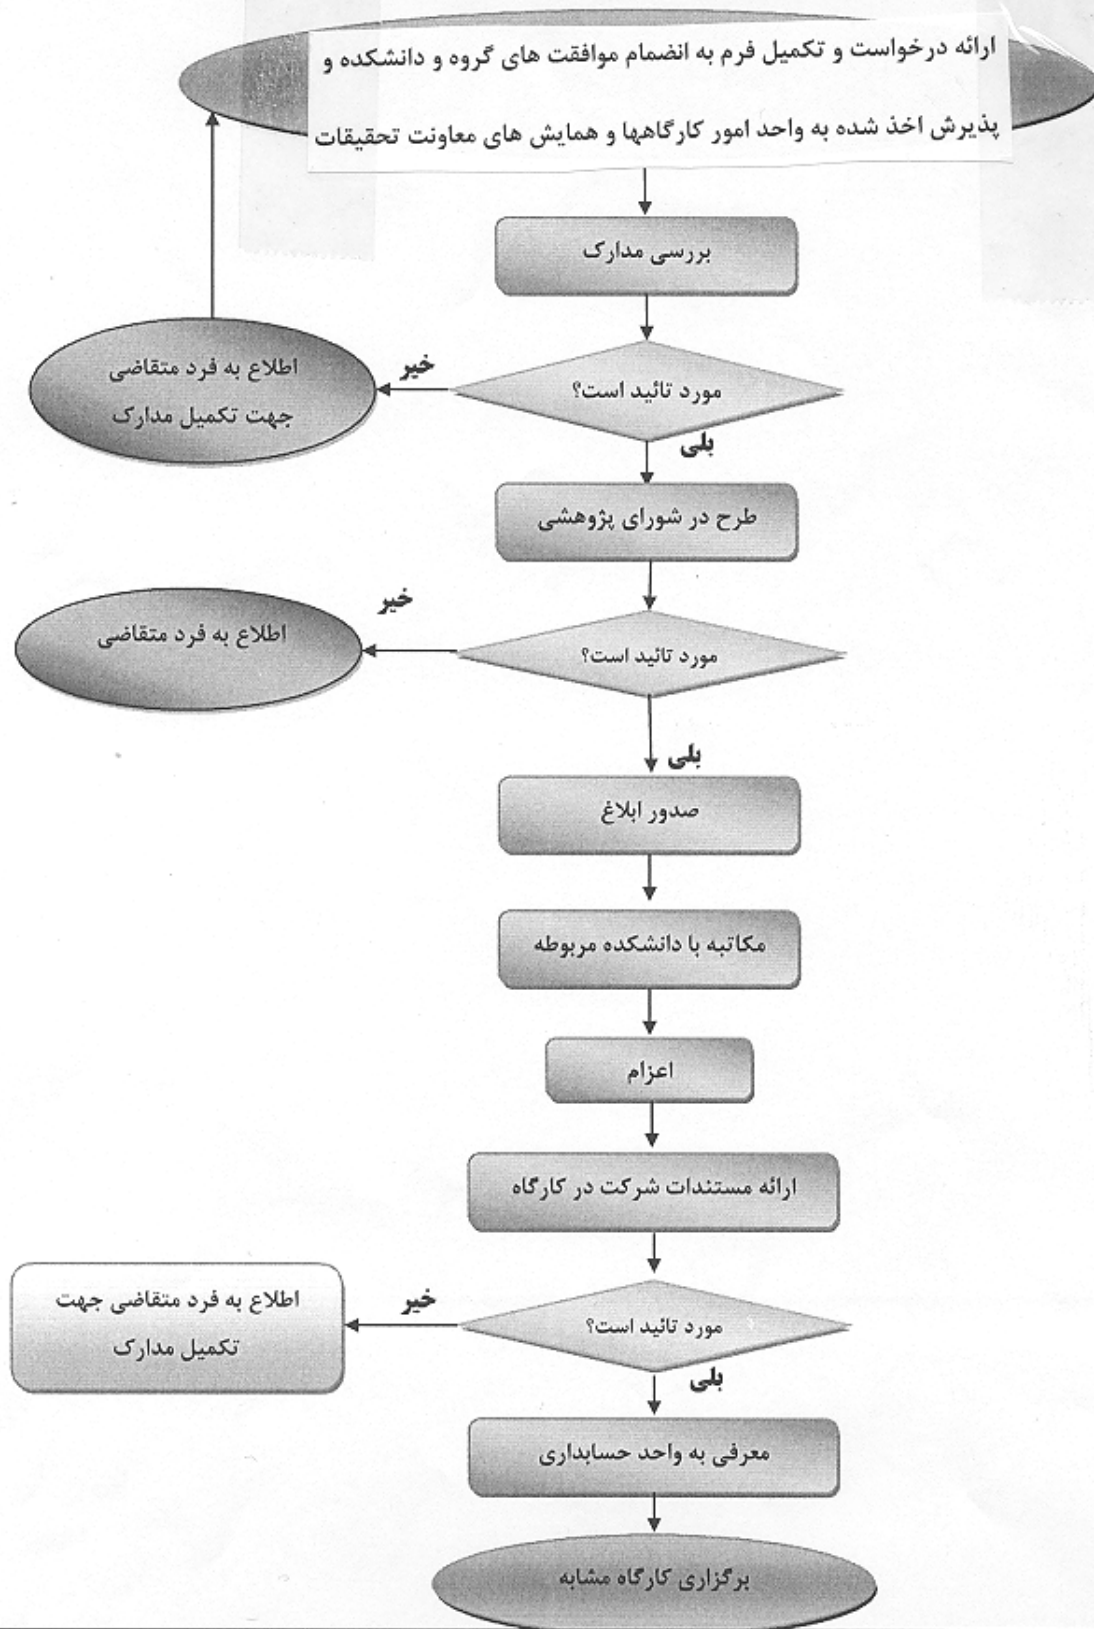 ارائه درخواست و تکمیل فرم به انضمام موافقت های گروه و دانشکده و
پذیرش اخذ شده به واحد امور کارگاهها و همایش های معاونت تحقیقات
بررسی مدارک
مورد تائید است؟
خیر
اطلاع به فرد متقاضی
جهت تکمیل مدارک
بلی
طرح در شورای پژوهشی
مورد تائید است؟
خیر
اطلاع به فرد متقاضی
بلی
صدور ابلاغ
مکاتبه با دانشکده مربوطه
اعزام
ارائه مستندات شرکت در کارگاه
مورد تائید است؟
خیر
اطلاع به فرد متقاضی جهت
تکمیل مدارک
بلی
معرفی به واحد حسابداری
برگزاری کارگاه مشابه